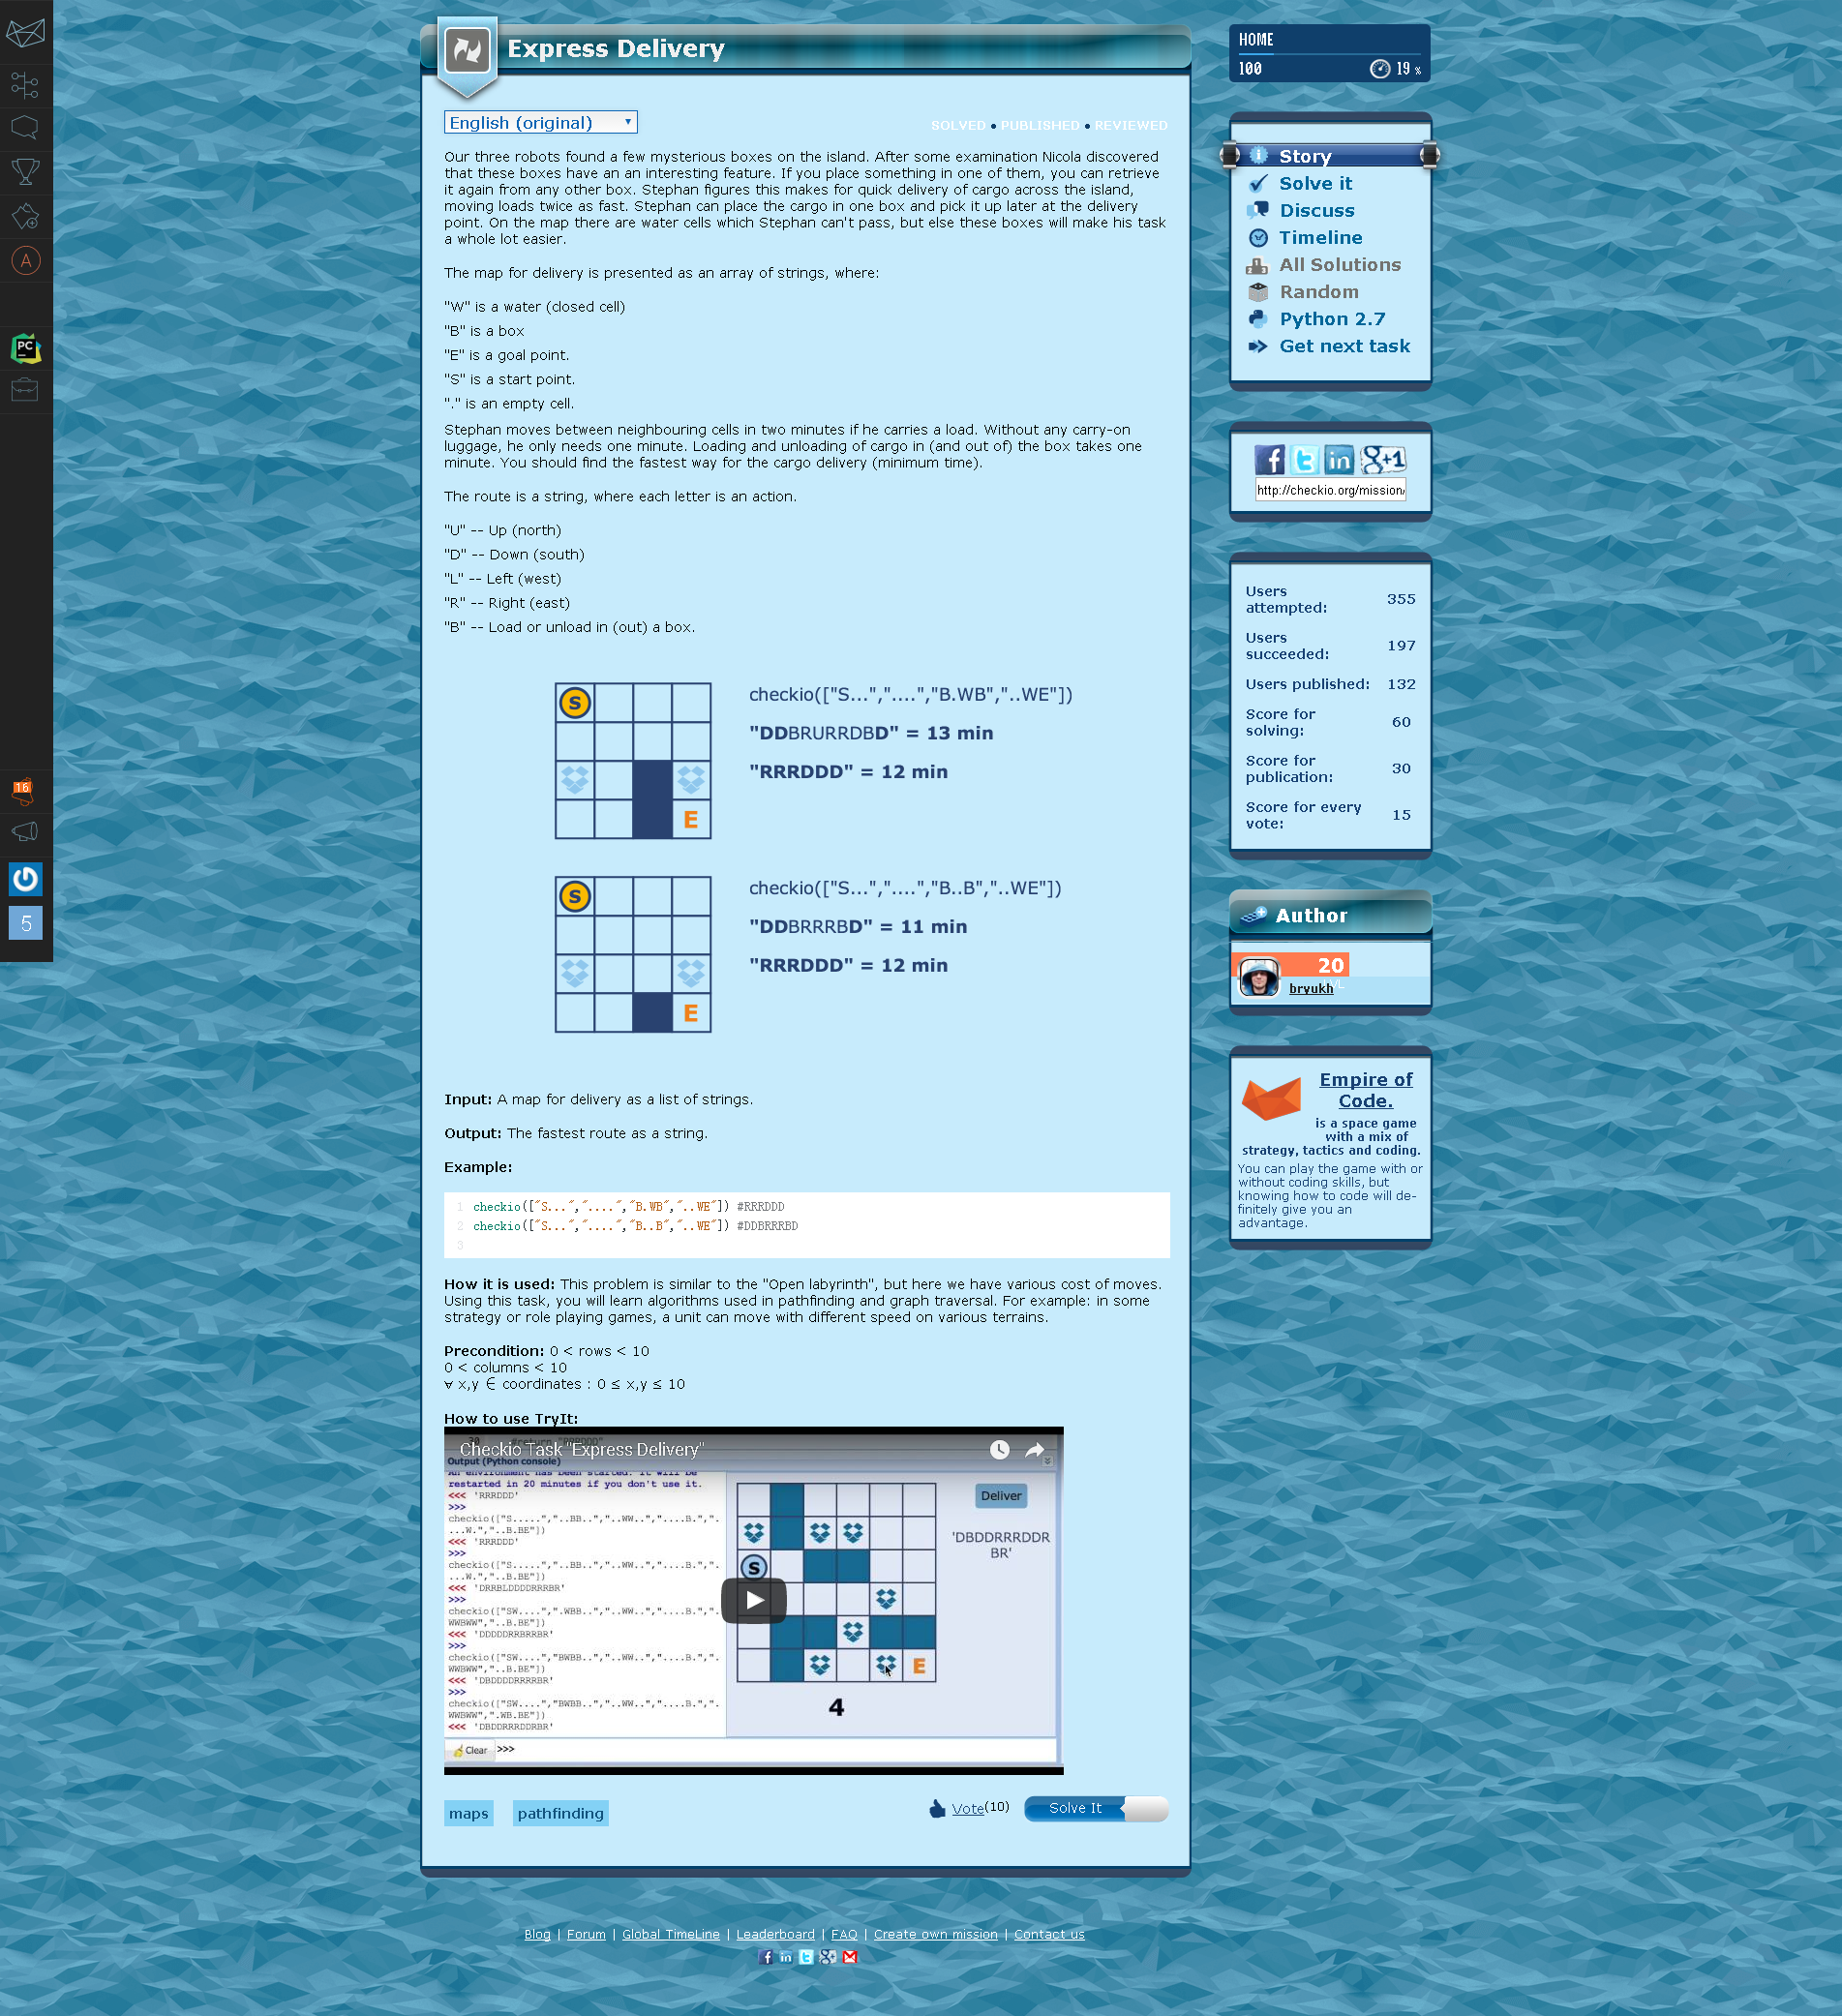 Express Delivery
English (original)
SOLVED • PUBLISHED • REVIEWED
Our three robots found a few mysterious boxes on the island. After some examination Nicola discovered
that these boxes have an an interesting feature. If you place something in one of them, you can retrieve
it again from any other box. Stephan figures this makes for quick delivery of cargo across the island,
moving loads twice as fast. Stephan can place the cargo in one box and pick it up later at the delivery
point. On the map there are water cells which Stephan can't pass, but else these boxes will make his task
a whole lot easier.
The map for delivery is presented as an array of strings, where:
"W" is a water (closed cell)
"B" is a box
"E" is a goal point.
"S" is a start point.
"." is an empty cell.
Stephan moves between neighbouring cells in two minutes if he carries a load. Without any carry-on
luggage, he only needs one minute. Loading and unloading of cargo in (and out of) the box takes one
minute. You should find the fastest way for the cargo delivery (minimum time).
The route is a string, where each letter is an action.
"U" -- Up (north)
"D" -- Down (south)
"L" -- Left (west)
"R" -- Right (east)
"B" -- Load or unload in (out) a box.
S
E
checkio(["S...","....","B.WB","..WE"])
"DDBRURRDBD" = 13 min
"RRRDDD" = 12 min
S
E
checkio(["S...","....","B..B","..WE"])
"DDBRRRBD" = 11 min
"RRRDDD" = 12 min
Input: A map for delivery as a list of strings.
Output: The fastest route as a string.
Example:
1 checkio(["S...","....","B.WB","..WE"]) #RRRDDD
2 checkio(["S...","....","B..B","..WE"]) #DDBRRRBD
3
How it is used: This problem is similar to the "Open labyrinth", but here we have various cost of moves.
Using this task, you will learn algorithms used in pathfinding and graph traversal. For example: in some
strategy or role playing games, a unit can move with different speed on various terrains.
Precondition: 0 < rows < 10
0 < columns < 10
∀ x,y ∈ coordinates : 0 ≤ x,y ≤ 10
How to use TryIt:
Checkio Task "Express Delivery"
Output (Python console)
An environment has been started. It will be
restarted in 20 minutes if you don't use it.
<<< 'RRRDDD'
>>>
checkio(["S.....","..BB..","..WW..","....B.",".
...W.","..B.BE"])
<<< 'RRRDDD'
>>>
checkio(["S.....","..BB..","..WW..","....B.",".
...W.","..B.BE"])
<<< 'DRRBLDDDDRRRBR'
>>>
checkio(["SW....",".WBB..","..WW..","....B.",".
WWBWW","..B.BE"])
<<< 'DDDDDRRBRRBR'
>>>
checkio(["SW....","BWBB..","..WW..","....B.",".
WWBWW","..B.BE"])
<<< 'DBDDDDRRRRBR'
>>>
checkio(["SW....","BWBB..","..WW..","....B.",".
WWBWW",".WB.BE"])
<<< 'DBDDRRRDDRBR'
Clear >>>
S
E
4
Deliver
'DBDDRRRDDR
BR'
maps
pathfinding
Vote(10)
Solve It
Blog | Forum | Global TimeLine | Leaderboard | FAQ | Create own mission | Contact us
HOME
100
19 %
Story
Solve it
Discuss
Timeline
All Solutions
Random
Python 2.7
Get next task
g+1
http://checkio.org/mission/
Users
attempted: 355
Users
succeeded: 197
Users published: 132
Score for
solving: 60
Score for
publication: 30
Score for every
vote: 15
Author
20
bryukh
Empire of
Code.
is a space game
with a mix of
strategy, tactics and coding.
You can play the game with or
without coding skills, but
knowing how to code will de-
finitely give you an
advantage.
A
PC
16
5